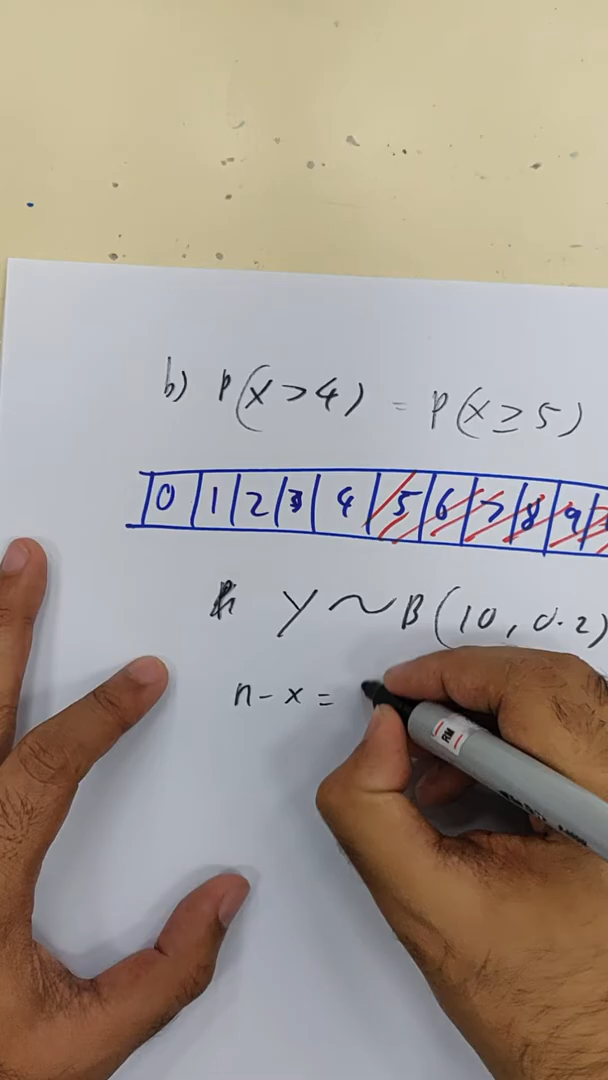 b) P(X>4) = P(X≥5)
0 1 2 3 4 5 6 7 8 9
Y ~ B(10, 0.2)
n - x =